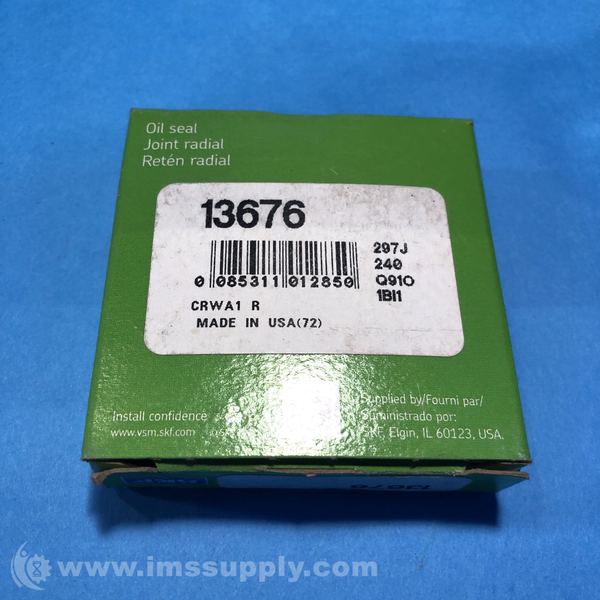 Oil seal
Joint radial
Retén radial
13676
297J
240
Q910
1BI1
0 085311 012850
CRWA1 R
MADE IN USA(72)
Install confidence
www.vsm.skf.com
Supplied by/Fourni par/
Suministrado por:
SKF, Elgin, IL 60123, USA.
SKF
13676
www.imssupply.com